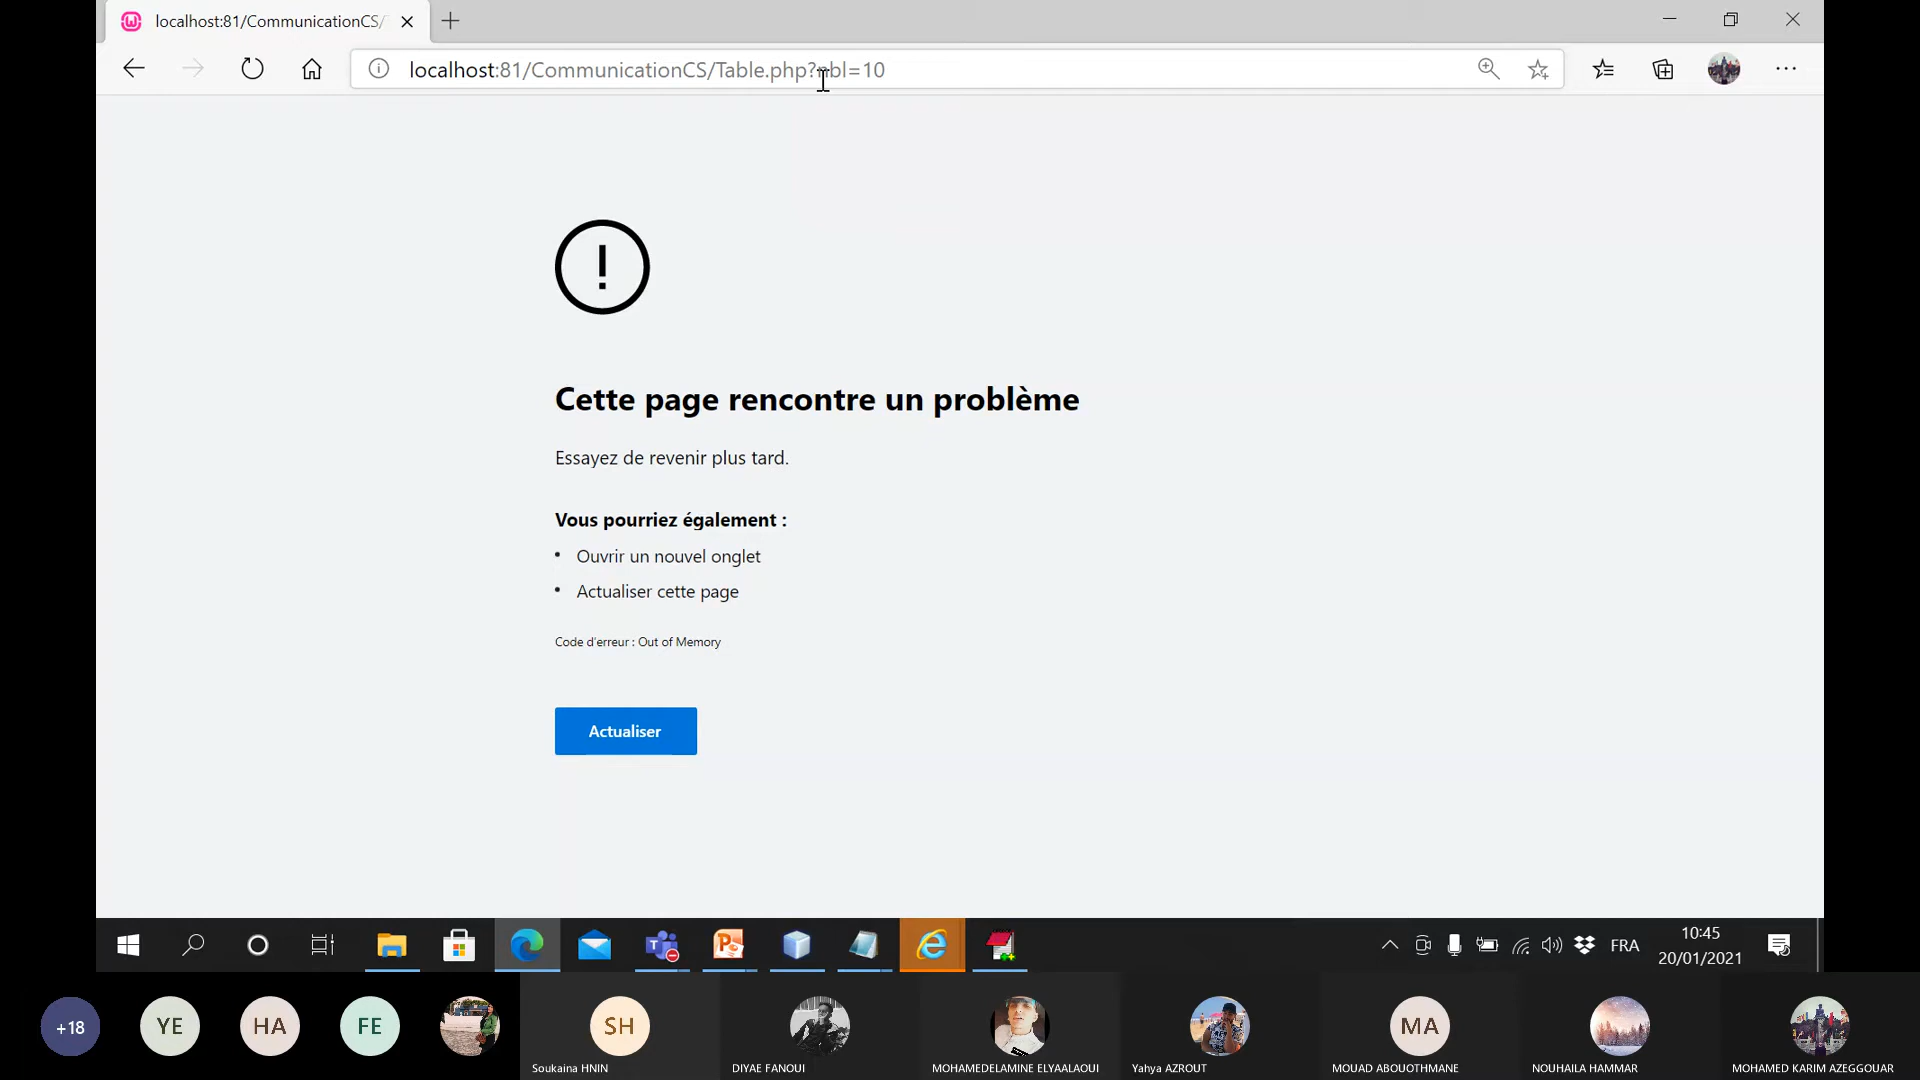 localhost:81/CommunicationCS/
localhost:81/CommunicationCS/Table.php?nbl=10
!
Cette page rencontre un problème
Essayez de revenir plus tard.
Vous pourriez également :
• Ouvrir un nouvel onglet
• Actualiser cette page
Code d'erreur : Out of Memory
Actualiser
FRA
10:45
20/01/2021
+18
YE
HA
FE
SH
MA
Soukaina HNIN
DIYAE FANOUI
MOHAMEDELAMINE ELYAALAOUI
Yahya AZROUT
MOUAD ABOUOTHMANE
NOUHAILA HAMMAR
MOHAMED KARIM AZEGGOUAR